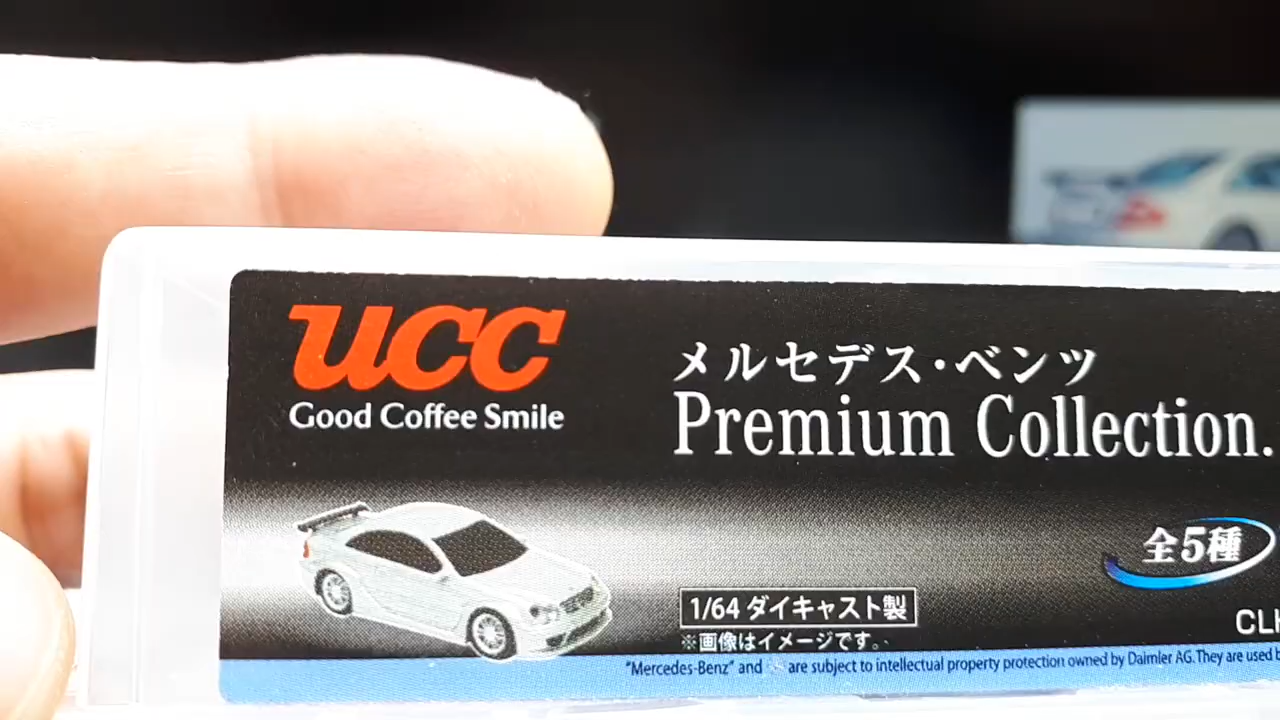 UCC
Good Coffee Smile
メルセデス・ベンツ
Premium Collection.
全5種
1/64 ダイキャスト製
※画像はイメージです。
"Mercedes-Benz" and are subject to intellectual property protection owned by Daimler AG. They are used